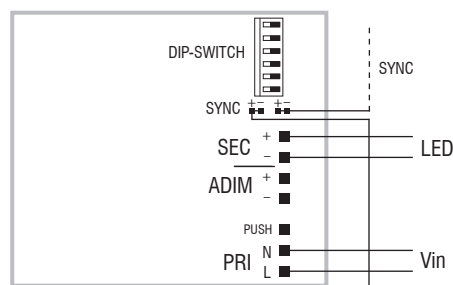 DIP-SWITCH
SYNC
SYNC + - + -
SEC + -
LED
ADIM + -
PUSH
PRI N L
Vin